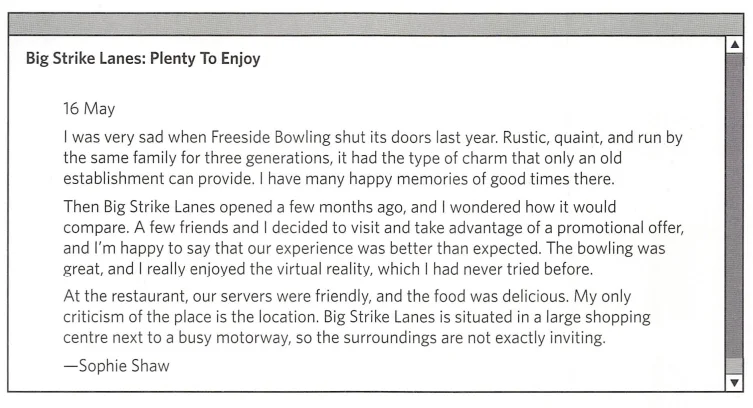 Big Strike Lanes: Plenty To Enjoy
16 May
I was very sad when Freeside Bowling shut its doors last year. Rustic, quaint, and run by
the same family for three generations, it had the type of charm that only an old
establishment can provide. I have many happy memories of good times there.
Then Big Strike Lanes opened a few months ago, and I wondered how it would
compare. A few friends and I decided to visit and take advantage of a promotional offer,
and I'm happy to say that our experience was better than expected. The bowling was
great, and I really enjoyed the virtual reality, which I had never tried before.
At the restaurant, our servers were friendly, and the food was delicious. My only
criticism of the place is the location. Big Strike Lanes is situated in a large shopping
centre next to a busy motorway, so the surroundings are not exactly inviting.
—Sophie Shaw